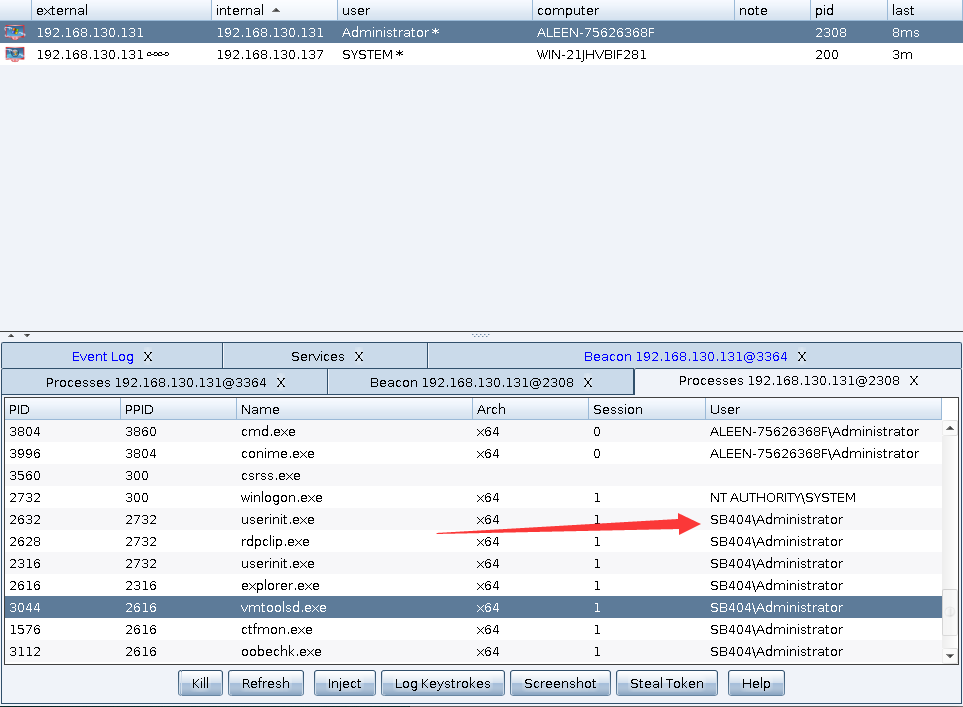 external internal user computer note pid last
192.168.130.131 192.168.130.131 Administrator * ALEEN-75626368F 2308 8ms
192.168.130.131 192.168.130.137 SYSTEM * WIN-21JHVBIF281 200 3m
Event Log X Services X Beacon 192.168.130.131@3364 X
Processes 192.168.130.131@3364 X Beacon 192.168.130.131@2308 X Processes 192.168.130.131@2308 X
PID PPID Name Arch Session User
3804 3860 cmd.exe x64 0 ALEEN-75626368F\Administrator
3996 3804 conime.exe x64 0 ALEEN-75626368F\Administrator
3560 300 csrss.exe
2732 300 winlogon.exe x64 1 NT AUTHORITY\SYSTEM
2632 2732 userinit.exe x64 1 SB404\Administrator
2628 2732 rdpclip.exe x64 1 SB404\Administrator
2316 2732 userinit.exe x64 1 SB404\Administrator
2616 2316 explorer.exe x64 1 SB404\Administrator
3044 2616 vmtoolsd.exe x64 1 SB404\Administrator
1576 2616 ctfmon.exe x64 1 SB404\Administrator
3112 2616 oobechk.exe x64 1 SB404\Administrator
Kill Refresh Inject Log Keystrokes Screenshot Steal Token Help